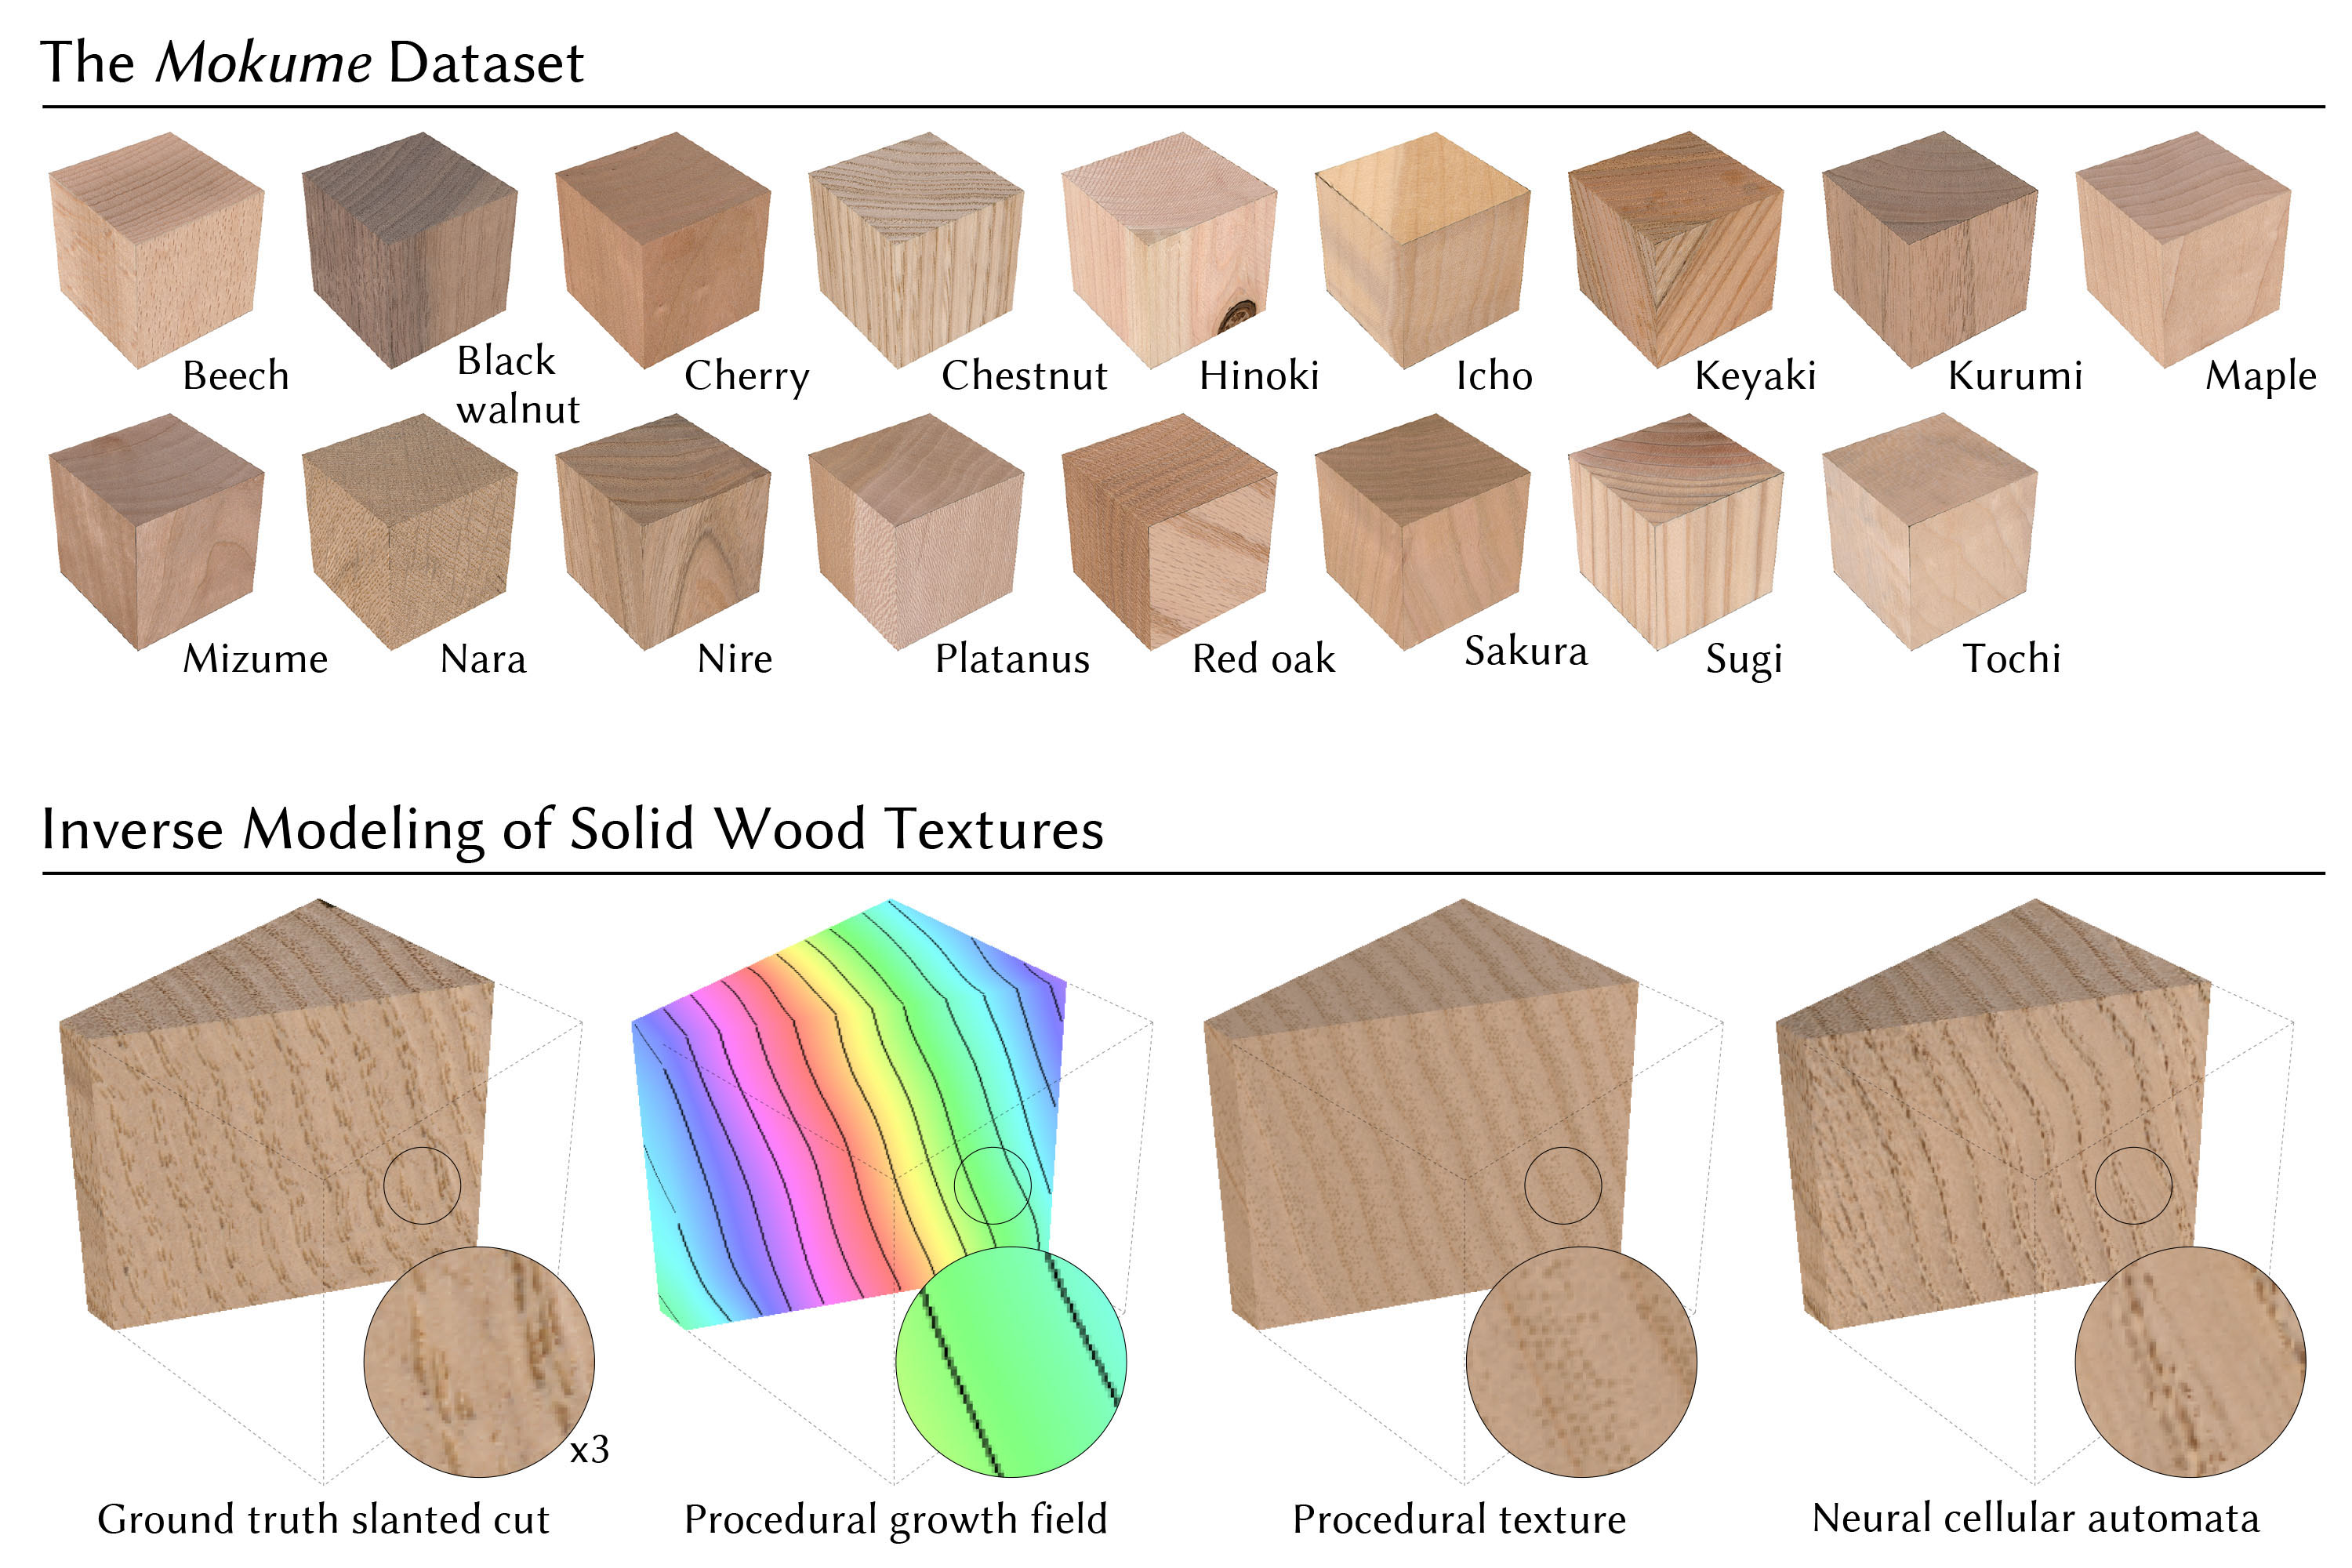 The Mokume Dataset
Beech
Black
walnut
Cherry
Chestnut
Hinoki
Icho
Keyaki
Kurumi
Maple
Mizume
Nara
Nire
Platanus
Red oak
Sakura
Sugi
Tochi
Inverse Modeling of Solid Wood Textures
x3
Ground truth slanted cut
Procedural growth field
Procedural texture
Neural cellular automata